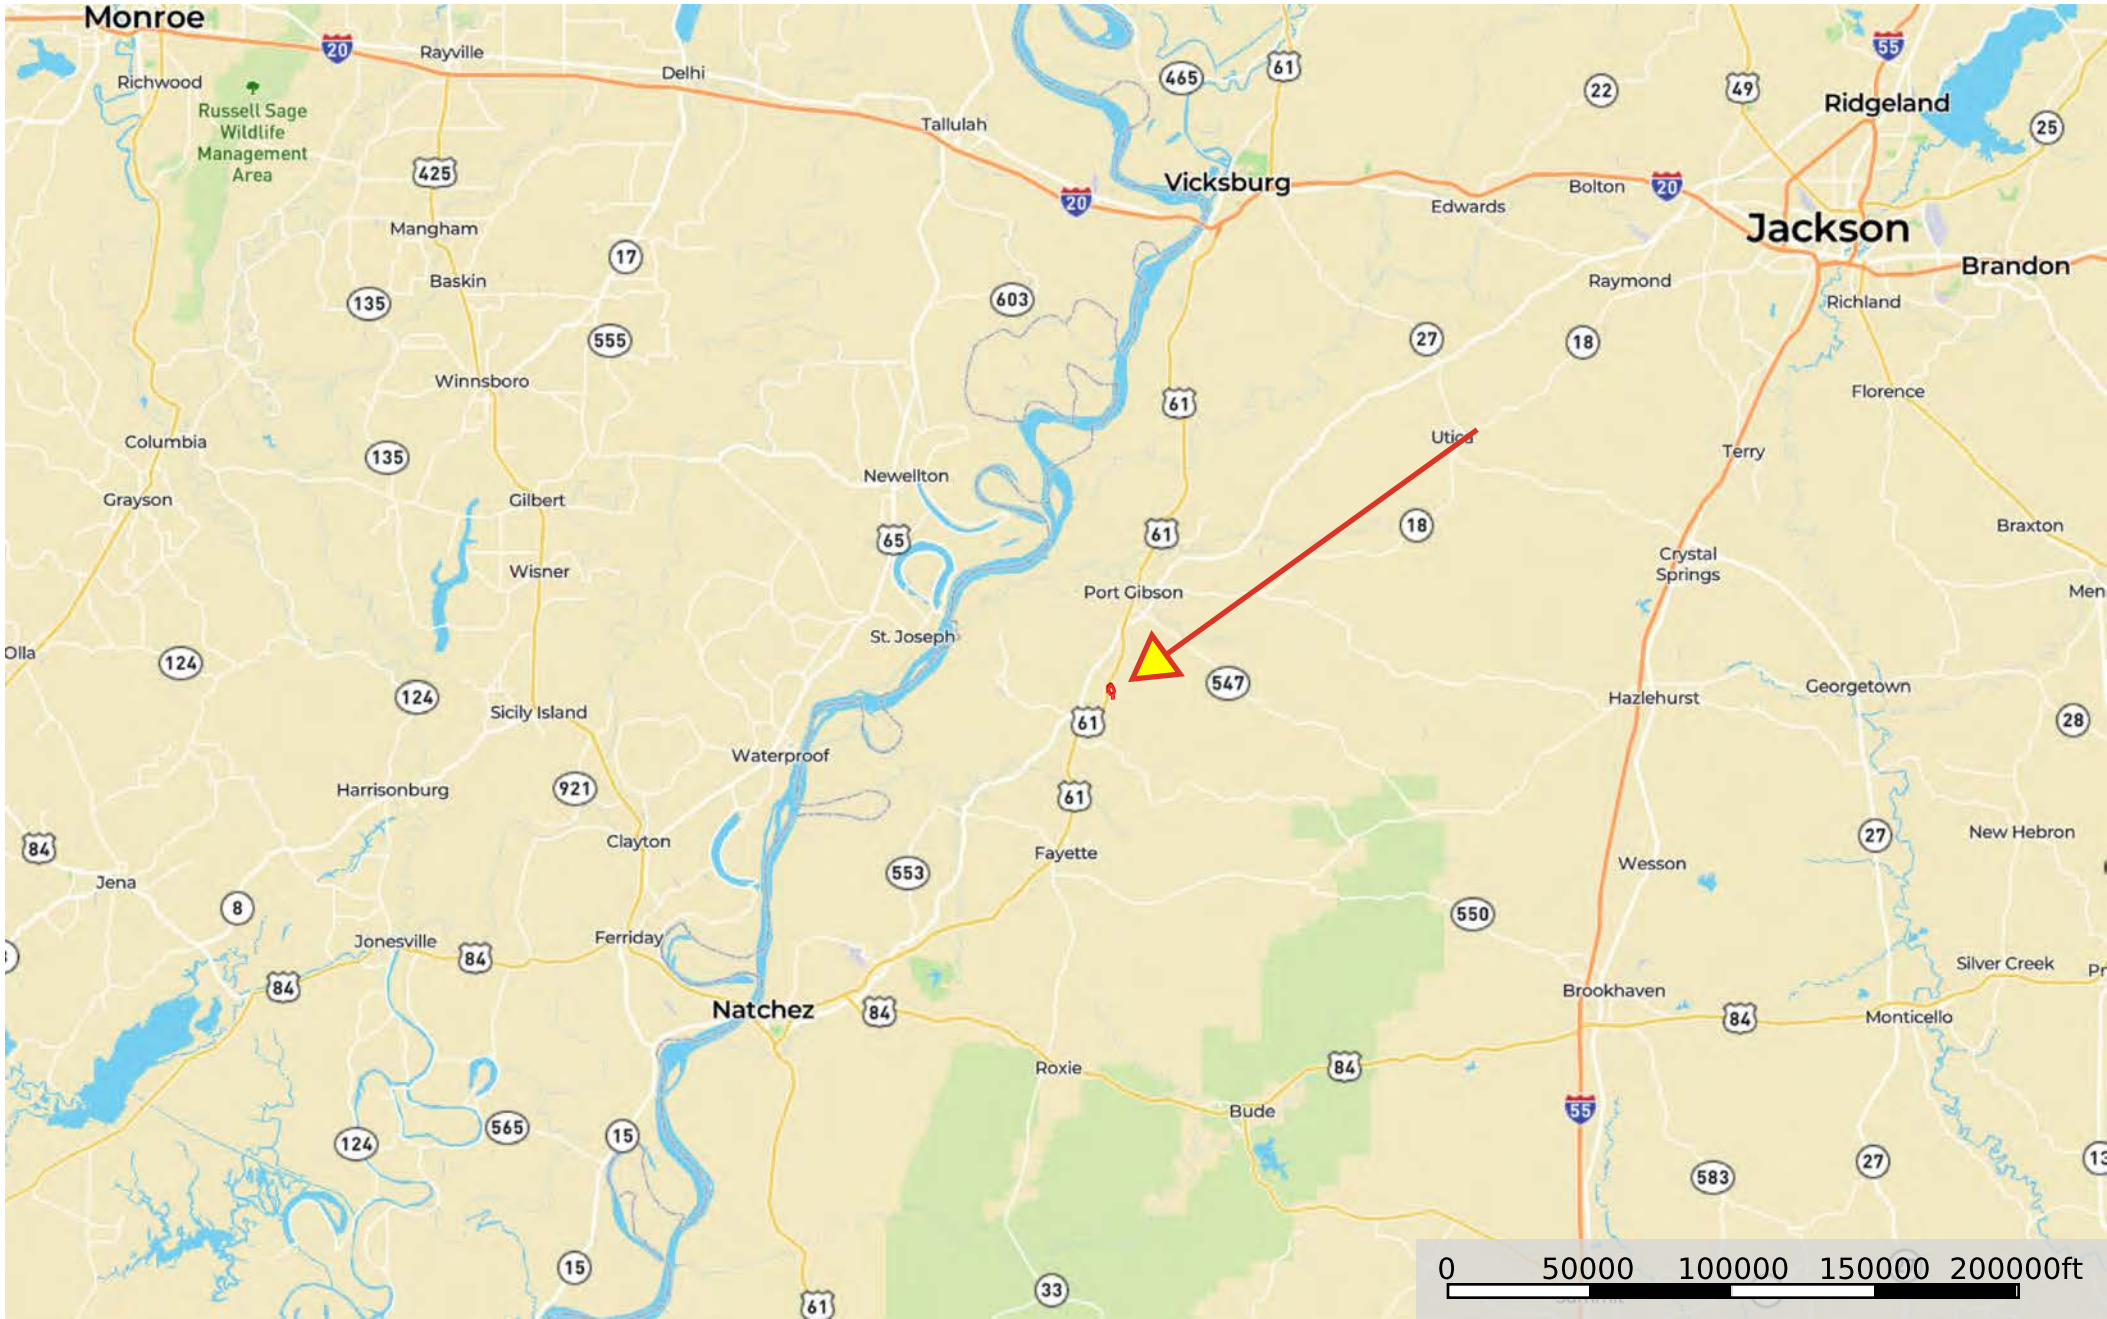 Monroe
20
Rayville
Richwood
Delhi
Russell Sage
Wildlife
Management
Area
Tallulah
465
61
22
49
55
Ridgeland
25
425
20
Vicksburg
Edwards
Bolton
20
Jackson
Brandon
Mangham
17
Baskin
135
555
603
Raymond
Richland
27
18
Winnsboro
61
Florence
Columbia
135
Utica
Terry
Grayson
Gilbert
Newellton
65
61
18
Braxton
Wisner
Crystal
Springs
Port Gibson
Men
St. Joseph
Olla
124
124
547
Georgetown
Hazlehurst
Sicily Island
61
28
Waterproof
Harrisonburg
921
61
84
Clayton
Fayette
27
New Hebron
Wesson
Jena
553
8
550
Jonesville
84
Ferriday
84
Silver Creek
Pr
Brookhaven
Natchez
84
84
Monticello
Roxie
84
Bude
55
124
565
15
583
27
13
15
33
61
0 50000 100000 150000 200000ft